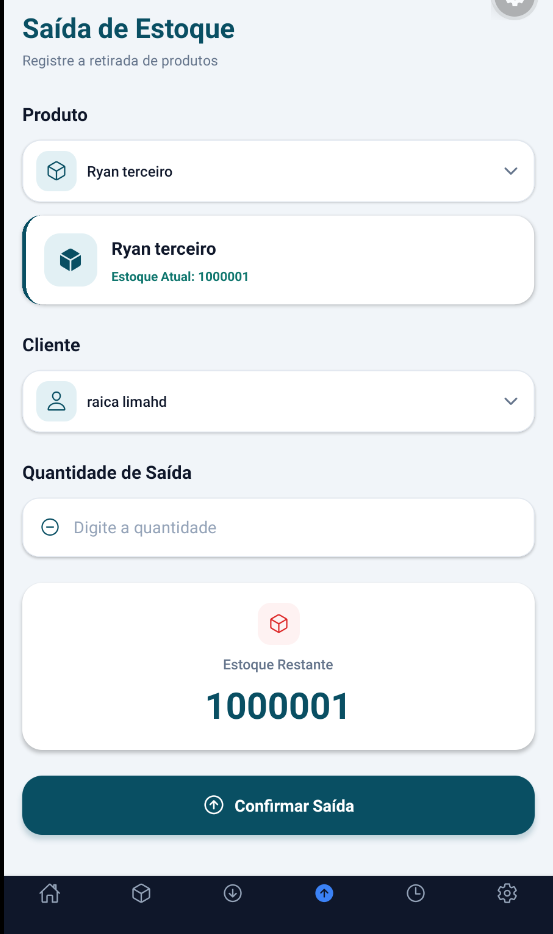 Saída de Estoque
Registre a retirada de produtos
Produto
Ryan terceiro
Ryan terceiro
Estoque Atual: 1000001
Cliente
raica limahd
Quantidade de Saída
Digite a quantidade
Estoque Restante
1000001
Confirmar Saída